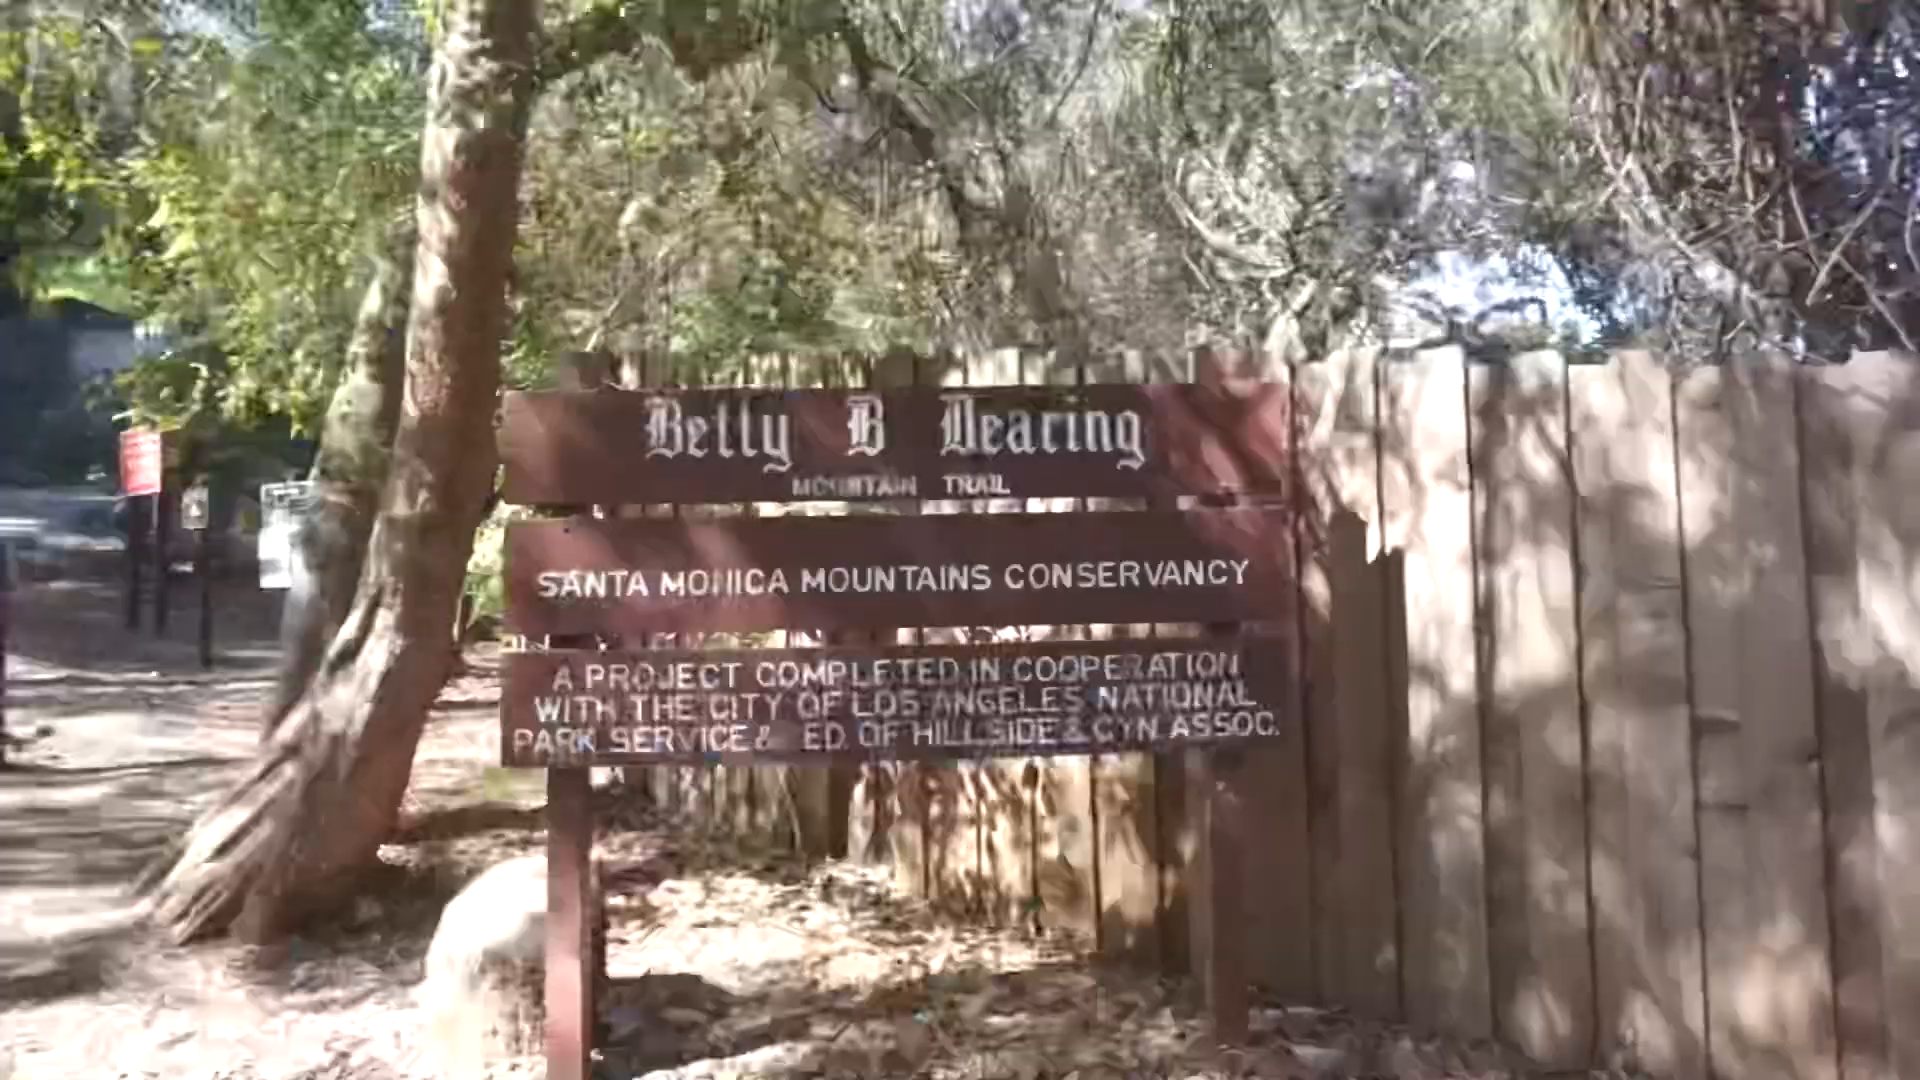 Betty B Dearing
MOUNTAIN TRAIL
SANTA MONICA MOUNTAINS CONSERVANCY
A PROJECT COMPLETED IN COOPERATION
WITH THE CITY OF LOS ANGELES NATIONAL
PARK SERVICE & ED. OF HILLSIDE & CYN ASSOC.